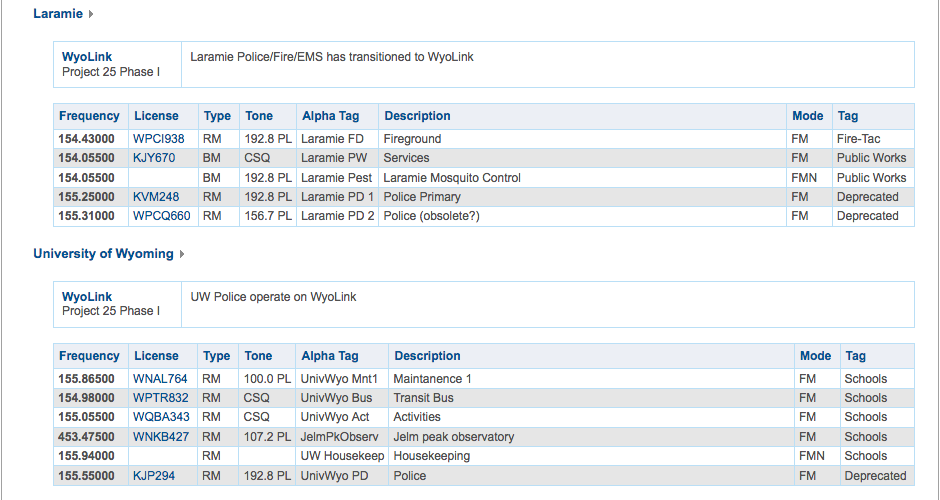 Laramie
WyoLink Laramie Police/Fire/EMS has transitioned to WyoLink
Project 25 Phase I
Frequency License Type Tone Alpha Tag Description Mode Tag
154.43000 WPCI938 RM 192.8 PL Laramie FD Fireground FM Fire-Tac
154.05500 KJY670 BM CSQ Laramie PW Services FM Public Works
154.05500 BM 192.8 PL Laramie Pest Laramie Mosquito Control FMN Public Works
155.25000 KVM248 RM 192.8 PL Laramie PD 1 Police Primary FM Deprecated
155.31000 WPCQ660 RM 156.7 PL Laramie PD 2 Police (obsolete?) FM Deprecated
University of Wyoming
WyoLink UW Police operate on WyoLink
Project 25 Phase I
Frequency License Type Tone Alpha Tag Description Mode Tag
155.86500 WNAL764 RM 100.0 PL UnivWyo Mnt1 Maintanence 1 FM Schools
154.98000 WPTR832 RM CSQ UnivWyo Bus Transit Bus FM Schools
155.05500 WQBA343 RM CSQ UnivWyo Act Activities FM Schools
453.47500 WNKB427 RM 107.2 PL JelmPkObserv Jelm peak observatory FM Schools
155.94000 RM UW Housekeep Housekeeping FMN Schools
155.55000 KJP294 RM 192.8 PL UnivWyo PD Police FM Deprecated